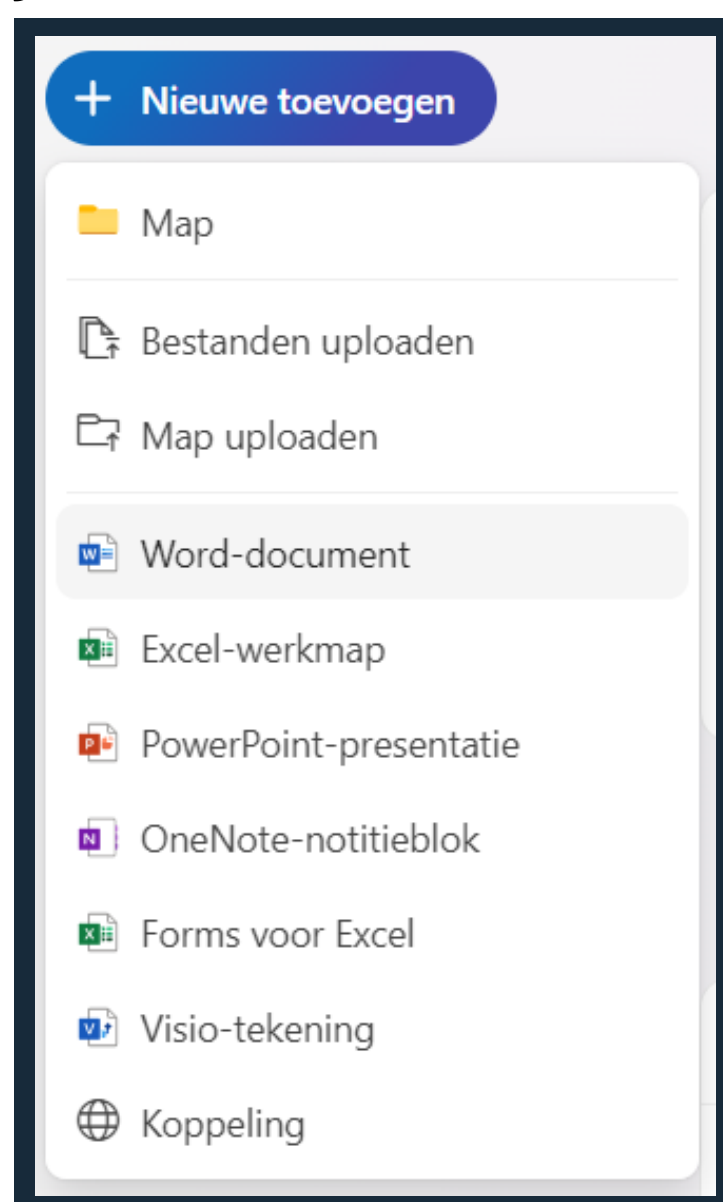 Nieuwe toevoegen
Map
Bestanden uploaden
Map uploaden
Word-document
Excel-werkmap
PowerPoint-presentatie
OneNote-notitieblok
Forms voor Excel
Visio-tekening
Koppeling